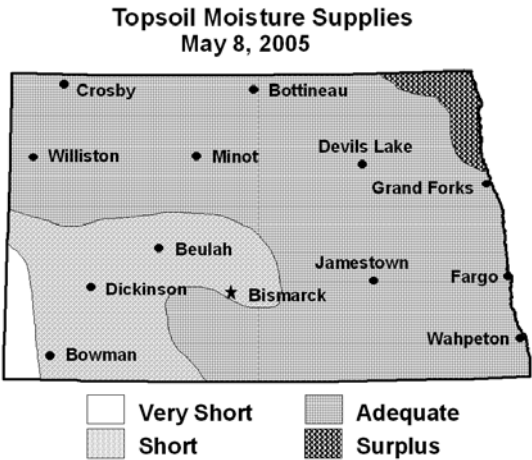 Topsoil Moisture Supplies
May 8, 2005
Crosby
Bottineau
Williston
Minot
Devils Lake
Grand Forks
Beulah
Jamestown
Fargo
Dickinson
Bismarck
Wahpeton
Bowman
Very Short
Adequate
Short
Surplus